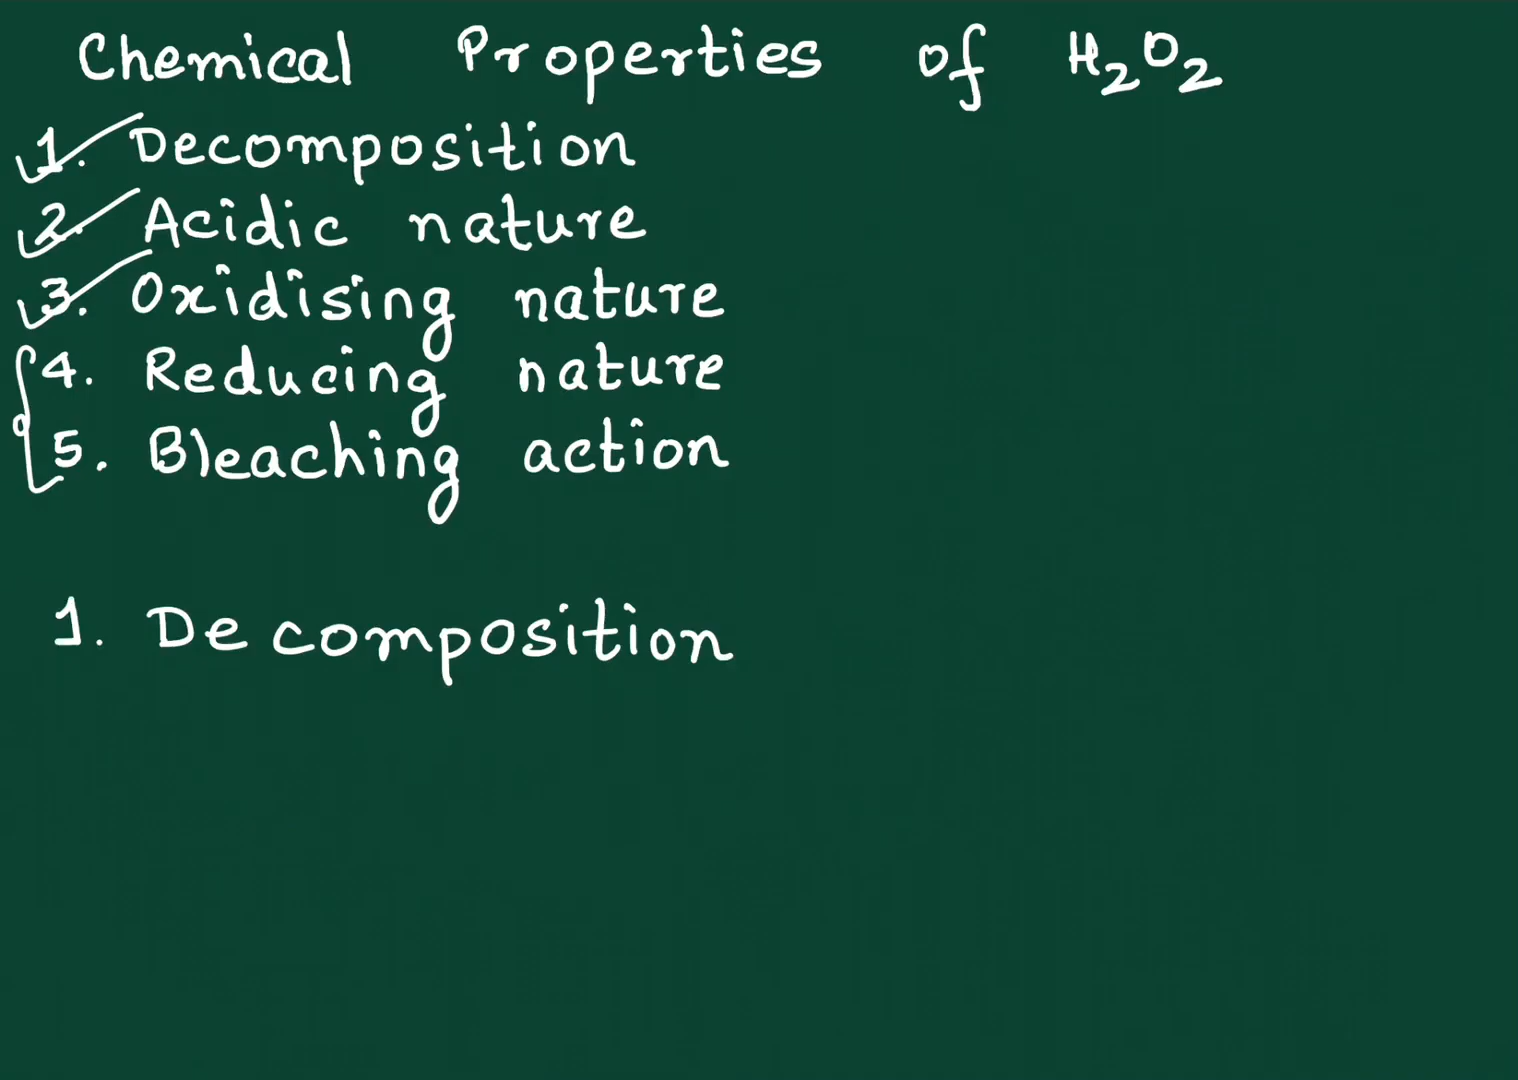 Chemical Properties of H₂O₂
1. Decomposition
2. Acidic nature
3. Oxidising nature
4. Reducing nature
5. Bleaching action
1. Decomposition